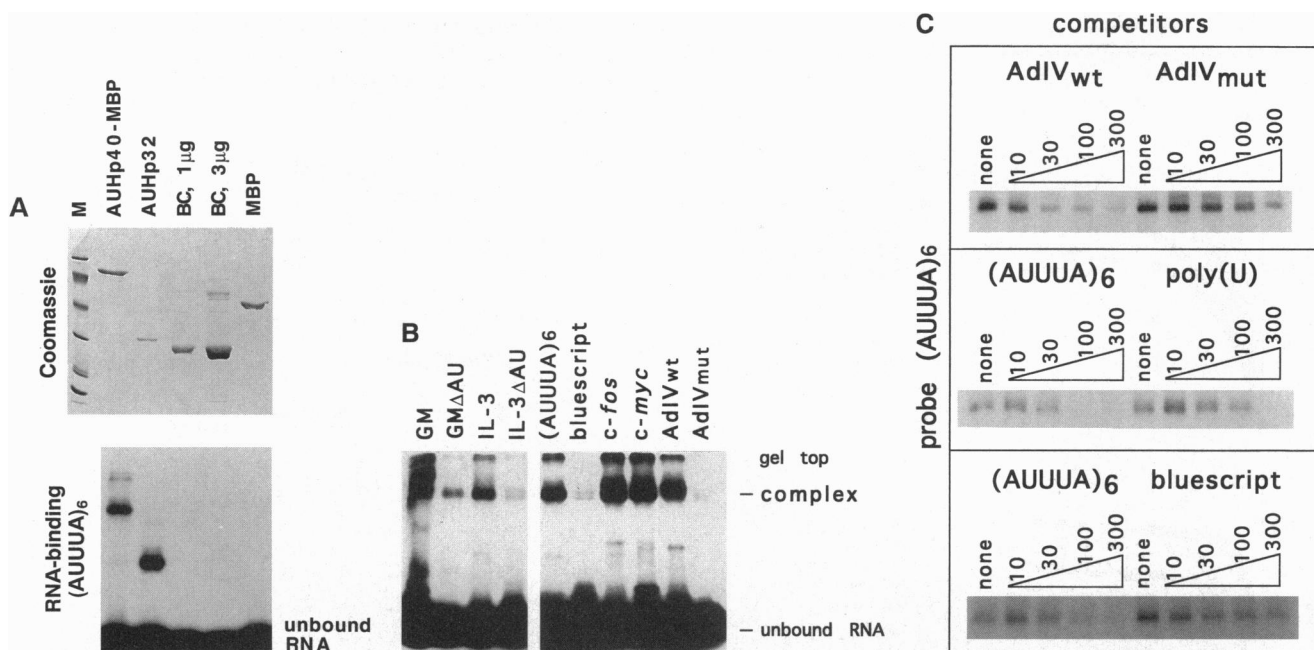 A
M
AUHp40-MBP
AUHp32
BC, 1µg
BC, 3µg
MBP
Coomassie
RNA-binding
(AUUUA)6
unbound
RNA
B
GM
GMΔAU
IL-3
IL-3ΔAU
(AUUUA)6
bluescript
c-fos
c-myc
AdIVwt
AdIVmut
gel top
complex
unbound RNA
C
competitors
probe (AUUUA)6
AdIVwt
AdIVmut
none
10
30
100
300
none
10
30
100
300
(AUUUA)6
poly(U)
none
10
30
100
300
none
10
30
100
300
(AUUUA)6
bluescript
none
10
30
100
300
none
10
30
100
300